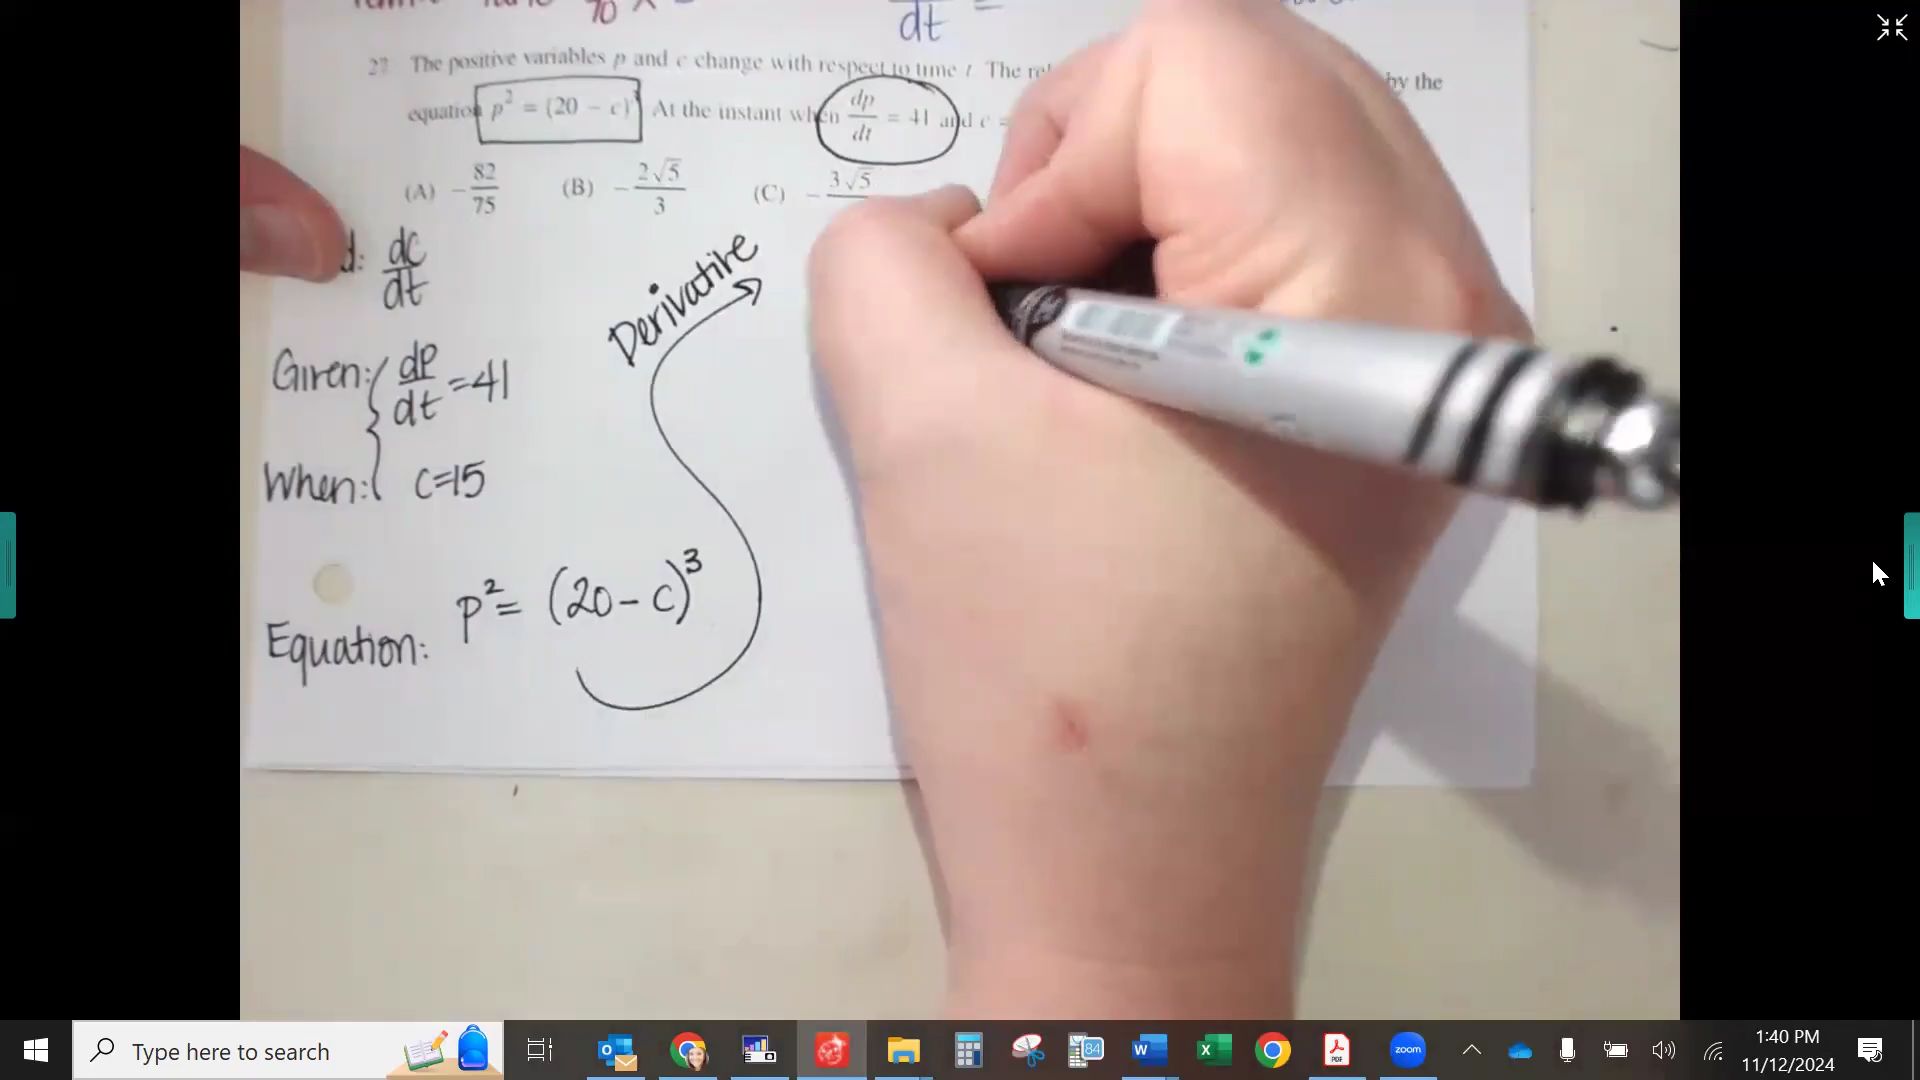 dt =
The positive variables p and c change with respect to time t The
by the
equation p² = (20 − c)³ At the instant when dp/dt = 41 and c =
(A) −82/75 (B) −2√5/3 (C) −3√5
dc/dt
Given: dp/dt =41
When: c=15
Derivative
Equation: p² = (20 − c)³
Type here to search
84
zoom
1:40 PM
11/12/2024